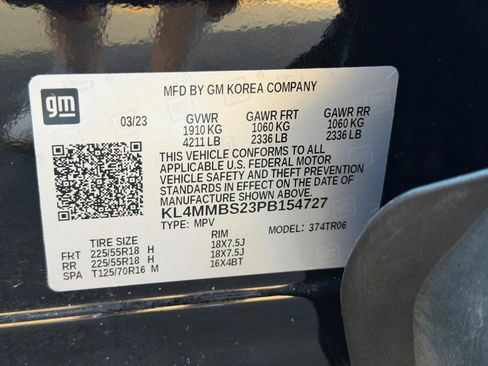 gm
MFD BY GM KOREA COMPANY
03/23 GVWR GAWR FRT GAWR RR
1910 KG 1060 KG 1060 KG
4211 LB 2336 LB 2336 LB
THIS VEHICLE CONFORMS TO ALL
APPLICABLE U.S. FEDERAL MOTOR
VEHICLE SAFETY AND THEFT PREVENTION
STANDARDS IN EFFECT ON THE DATE OF
MANUFACTURE SHOWN ABOVE.
KL4MMBS23PB154727
TYPE: MPV MODEL: 374TR06
TIRE SIZE RIM
FRT 225/55R18 H 18X7.5J
RR 225/55R18 H 18X7.5J
SPA T125/70R16 M 16X4BT